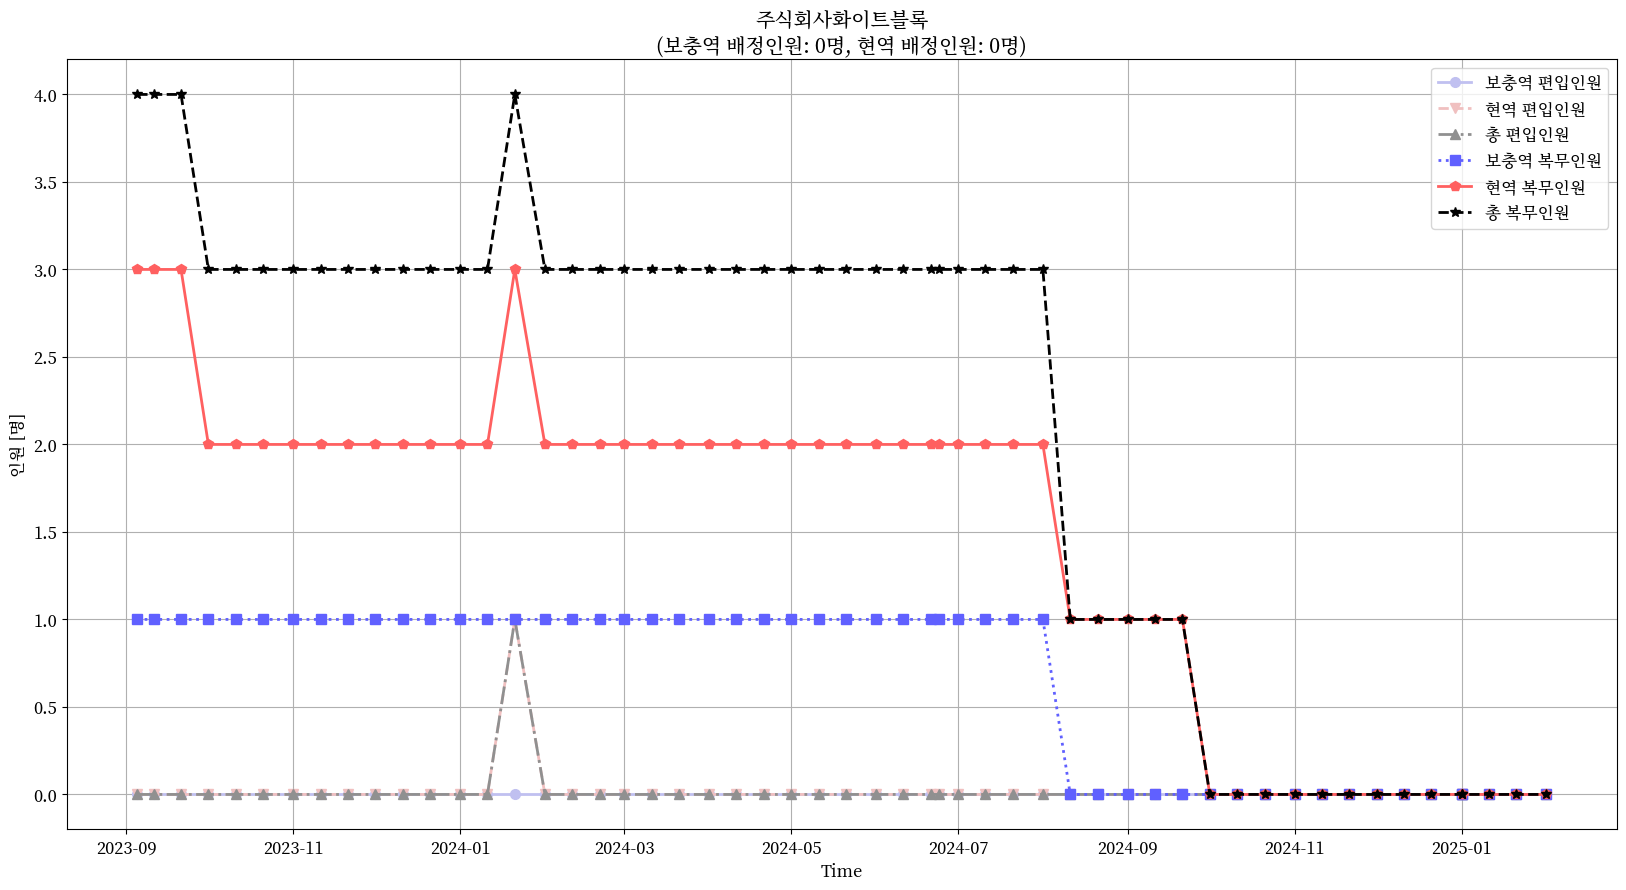 주식회사화이트블록
(보충역 배정인원: 0명, 현역 배정인원: 0명)
보충역 편입인원
현역 편입인원
총 편입인원
보충역 복무인원
현역 복무인원
총 복무인원
인원 [명]
4.0
3.5
3.0
2.5
2.0
1.5
1.0
0.5
0.0
2023-09 2023-11 2024-01 2024-03 2024-05 2024-07 2024-09 2024-11 2025-01
Time